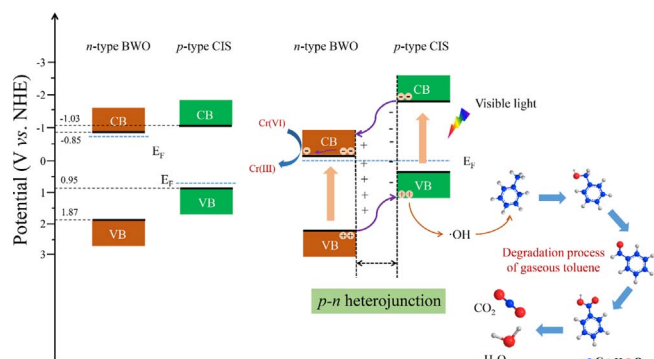 n-type BWO
p-type CIS
n-type BWO
p-type CIS
Potential (V vs. NHE)
-3
-2
-1
0
1
2
3
-1.03
-0.85
0.95
1.87
CB
CB
E_F
E_F
VB
VB
CB
CB
Cr(VI)
Cr(III)
E_F
VB
VB
Visible light
·OH
p-n heterojunction
Degradation process
of gaseous toluene
CO₂